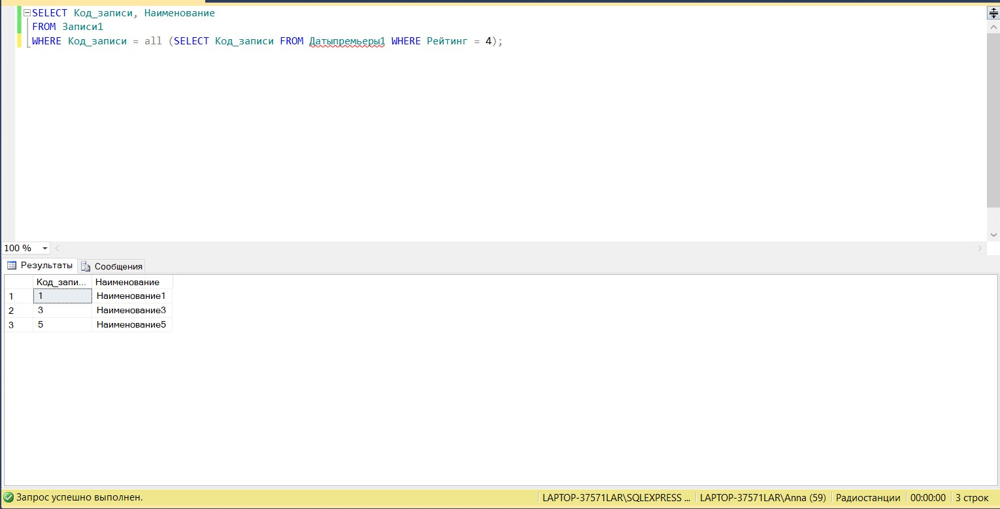 SELECT Код_записи, Наименование
FROM Записи1
WHERE Код_записи = all (SELECT Код_записи FROM Датыпремьеры1 WHERE Рейтинг = 4);
100 %
Результаты Сообщения
Код_запи... Наименование
1 1 Наименование1
2 3 Наименование3
3 5 Наименование5
Запрос успешно выполнен. LAPTOP-37571LAR\SQLEXPRESS ... LAPTOP-37571LAR\Anna (59) Радиостанции 00:00:00 3 строк